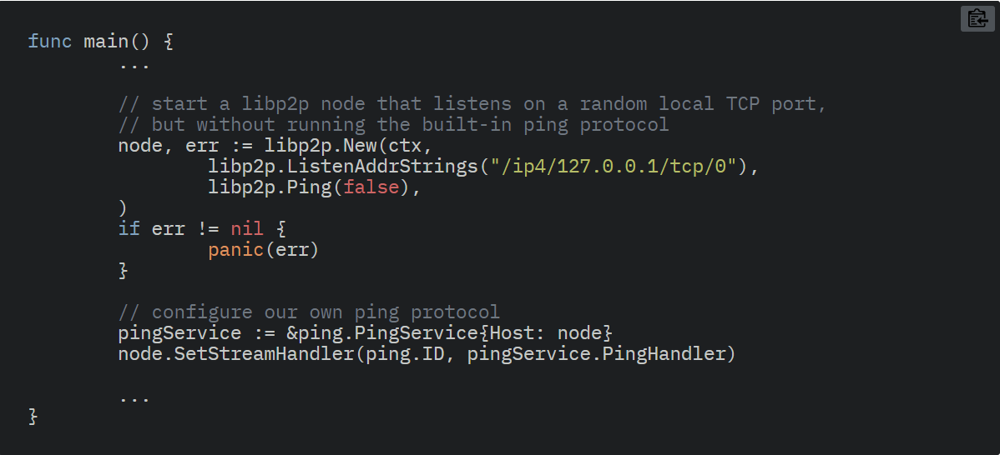 func main() {
        ...
        // start a libp2p node that listens on a random local TCP port,
        // but without running the built-in ping protocol
        node, err := libp2p.New(ctx,
                libp2p.ListenAddrStrings("/ip4/127.0.0.1/tcp/0"),
                libp2p.Ping(false),
        )
        if err != nil {
                panic(err)
        }
        // configure our own ping protocol
        pingService := &ping.PingService{Host: node}
        node.SetStreamHandler(ping.ID, pingService.PingHandler)
        ...
}